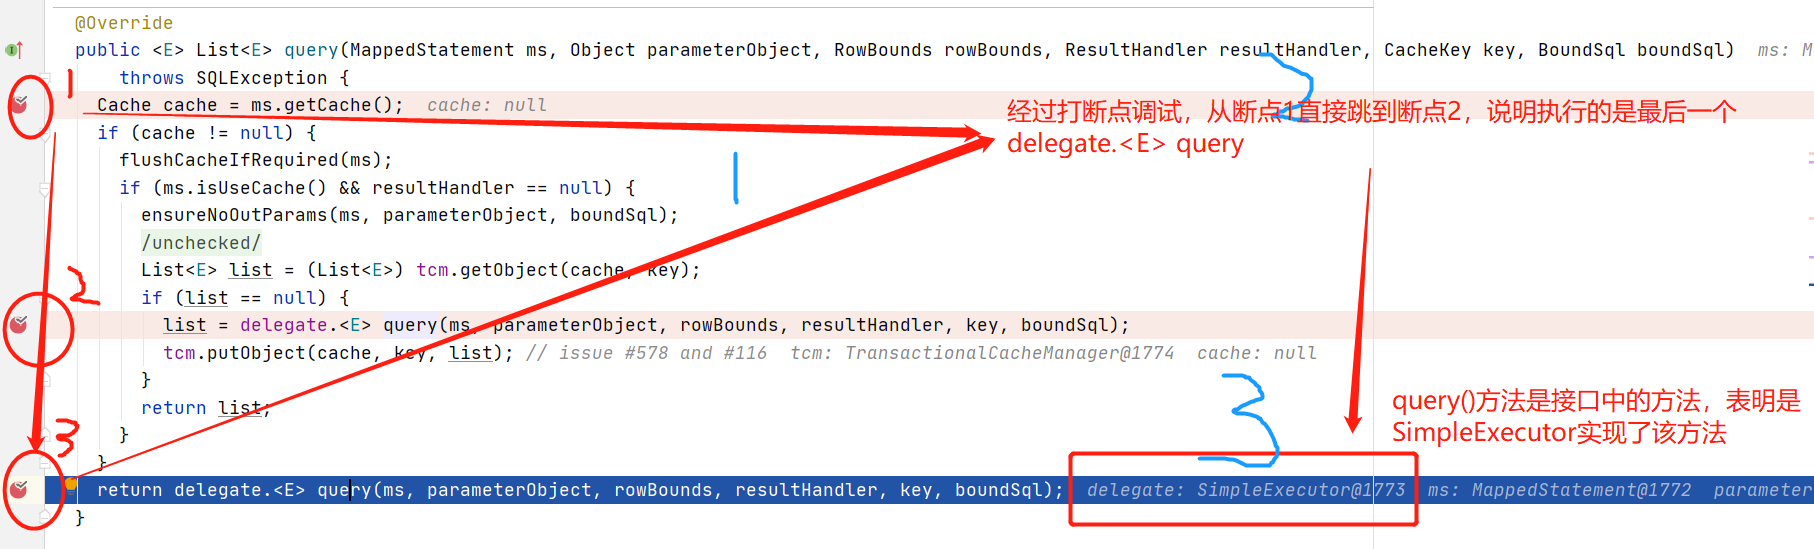 @Override
public <E> List<E> query(MappedStatement ms, Object parameterObject, RowBounds rowBounds, ResultHandler resultHandler, CacheKey key, BoundSql boundSql) ms: M
throws SQLException {
1
2
Cache cache = ms.getCache(); cache: null
经过打断点调试，从断点1直接跳到断点2，说明执行的是最后一个
delegate.<E> query
if (cache != null) {
flushCacheIfRequired(ms);
1
if (ms.isUseCache() && resultHandler == null) {
ensureNoOutParams(ms, parameterObject, boundSql);
/unchecked/
List<E> list = (List<E>) tcm.getObject(cache, key);
2
if (list == null) {
list = delegate.<E> query(ms, parameterObject, rowBounds, resultHandler, key, boundSql);
tcm.putObject(cache, key, list); // issue #578 and #116 tcm: TransactionalCacheManager@1774 cache: null
}
return list;
3
query()方法是接口中的方法，表明是
SimpleExecutor实现了该方法
3
}
}
return delegate.<E> query(ms, parameterObject, rowBounds, resultHandler, key, boundSql); delegate: SimpleExecutor@1773 ms: MappedStatement@1772 parameter
}